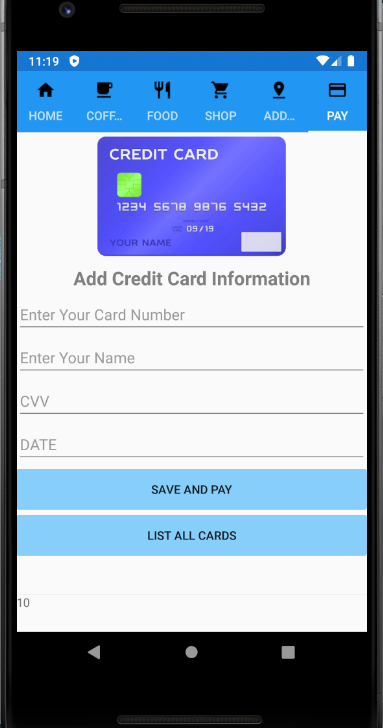 11:19
HOME COFF... FOOD SHOP ADD... PAY
CREDIT CARD
1234 5678 9876 5432
09/19
YOUR NAME
Add Credit Card Information
Enter Your Card Number
Enter Your Name
CVV
DATE
SAVE AND PAY
LIST ALL CARDS
10